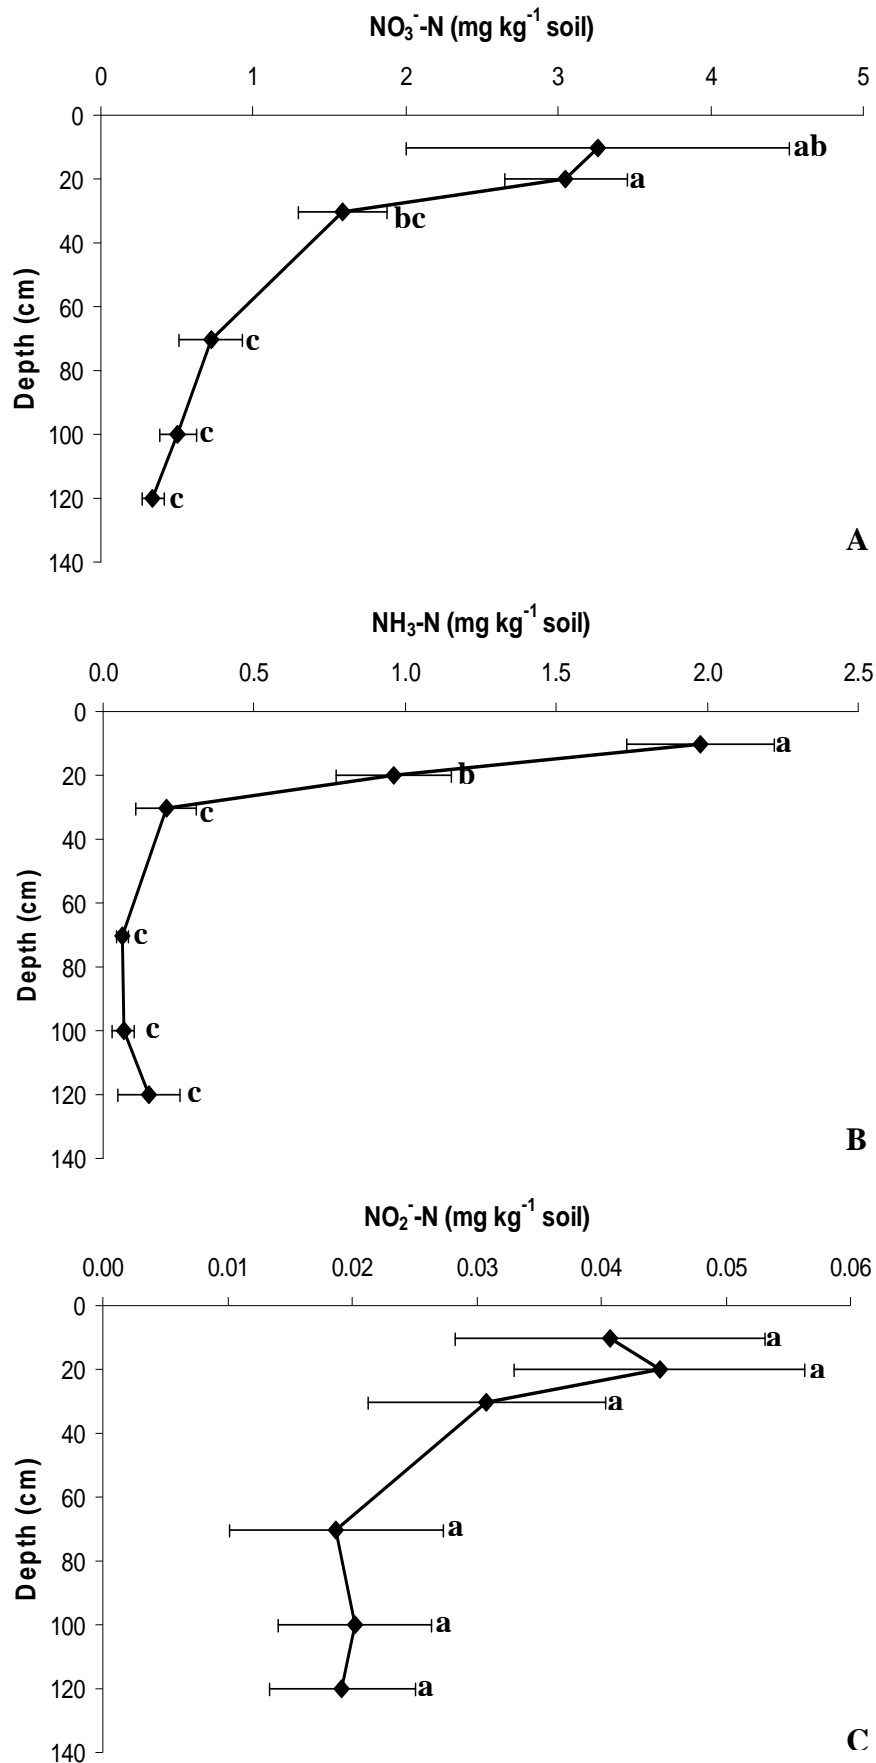 NO₃⁻-N (mg kg⁻¹ soil)
0 1 2 3 4 5
0
ab
20
a
bc
40
60
c
80
100
c
120
c
140
Depth (cm)
A
NH₃-N (mg kg⁻¹ soil)
0.0 0.5 1.0 1.5 2.0 2.5
0
a
20
b
c
40
60
c
80
100
c
120
c
140
Depth (cm)
B
NO₂⁻-N (mg kg⁻¹ soil)
0.00 0.01 0.02 0.03 0.04 0.05 0.06
0
a
20
a
a
40
60
a
80
100
a
120
a
140
Depth (cm)
C